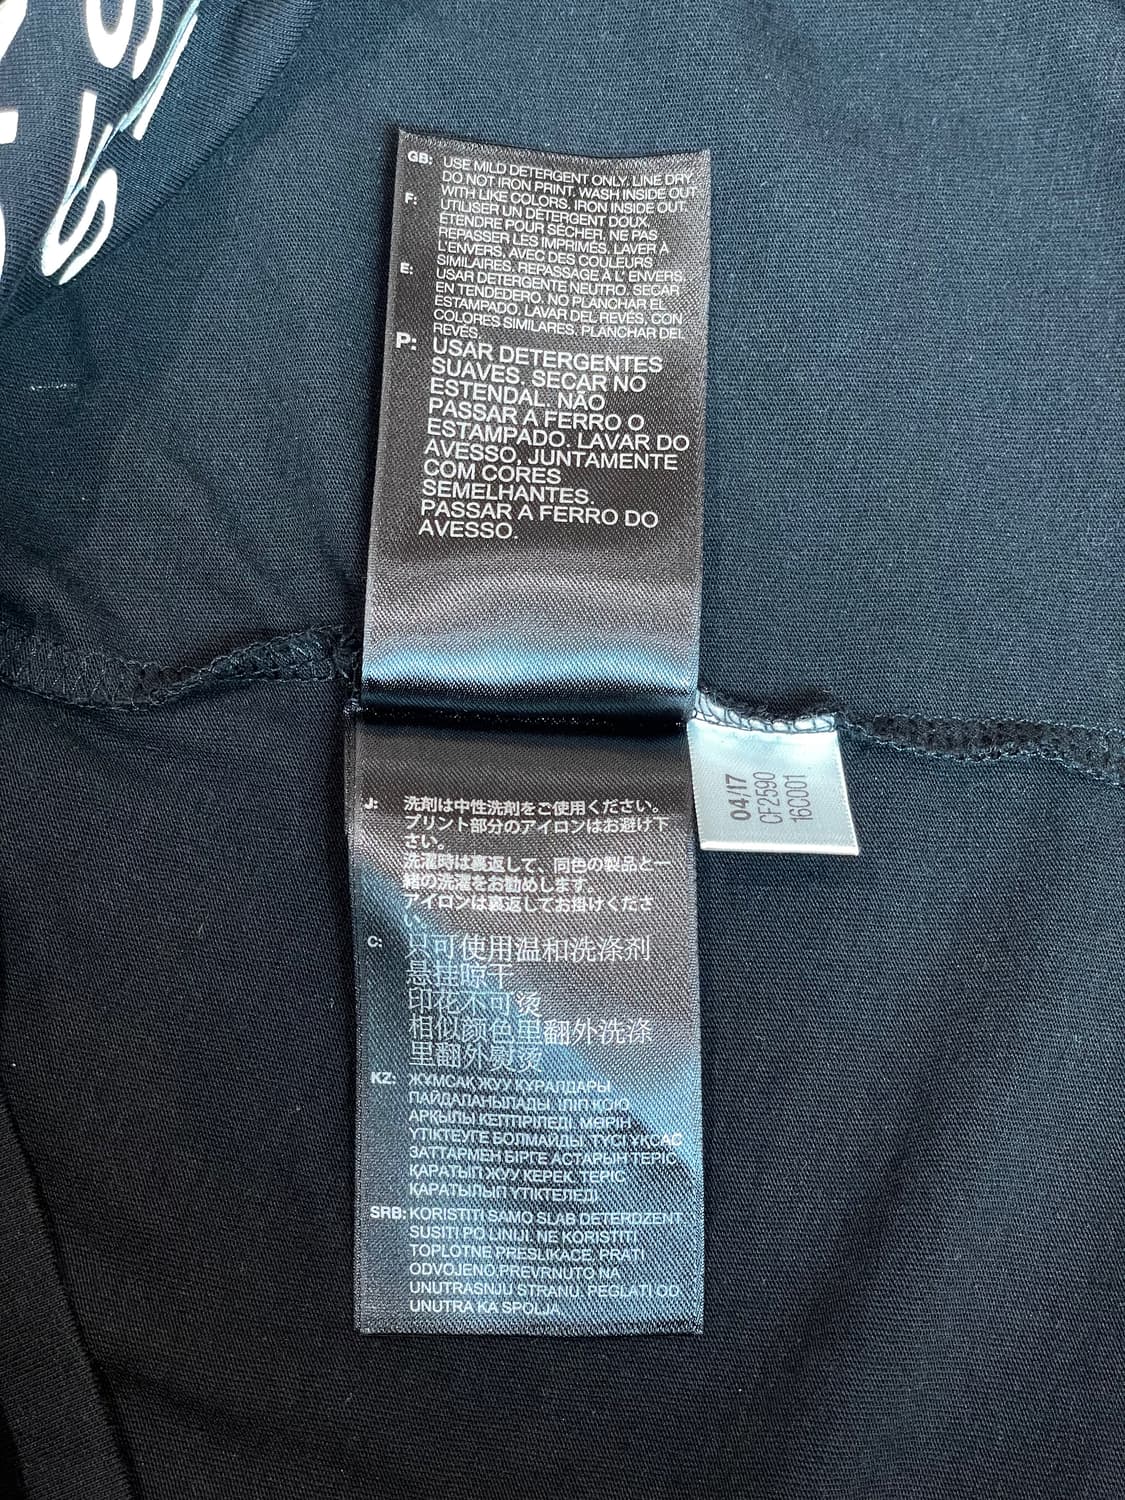 GB: USE MILD DETERGENT ONLY. LINE DRY.
DO NOT IRON PRINT. WASH INSIDE OUT
WITH LIKE COLORS. IRON INSIDE OUT.
F: UTILISER UN DÉTERGENT DOUX,
ÉTENDRE POUR SÉCHER, NE PAS
REPASSER LES IMPRIMÉS, LAVER À
L'ENVERS, AVEC DES COULEURS
SIMILAIRES, REPASSAGE À L'ENVERS.
E: USAR DETERGENTE NEUTRO. SECAR
EN TENDEDERO. NO PLANCHAR EL
ESTAMPADO, LAVAR DEL REVÉS, CON
COLORES SIMILARES. PLANCHAR DEL
REVÉS.
P: USAR DETERGENTES
SUAVES. SECAR NO
ESTENDAL. NÃO
PASSAR A FERRO O
ESTAMPADO. LAVAR DO
AVESSO, JUNTAMENTE
COM CORES
SEMELHANTES.
PASSAR A FERRO DO
AVESSO.
04/17
CF2590
16C001
J: 洗剤は中性洗剤をご使用ください。
プリント部分のアイロンはお避け下
さい。
洗濯時は裏返して、同色の製品と一
緒の洗濯をお勧めします。
アイロンは裏返してお掛けくださ
い。
C: 只可使用温和洗涤剂
悬挂晾干
印花不可烫
相似颜色里翻外洗涤
里翻外熨烫
KZ: ЖҰМСАҚ ЖУУ ҚҰРАЛДАРЫ
ПАЙДАЛАНЫЛАДЫ. ІЛІП ҚОЮ
АРҚЫЛЫ КЕПТІРІЛЕДІ. МӨРІН
ҮТІКТЕУГЕ БОЛМАЙДЫ. ТҮСІ ҰҚСАС
ЗАТТАРМЕН БІРГЕ АСТАРЫН ТЕРІС
ҚАРАТЫП ЖУУ КЕРЕК. ТЕРІС
ҚАРАТЫЛЫП ҮТІКТЕЛЕДІ.
SRB: KORISTITI SAMO SLAB DETERDZENT
SUSITI PO LINIJI. NE KORISTITI
TOPLOTNE PRESLIKACE. PRATI
ODVOJENO.PREVRNUTO NA
UNUTRASNJU STRANU. PEGLATI OD
UNUTRA KA SPOLJA.